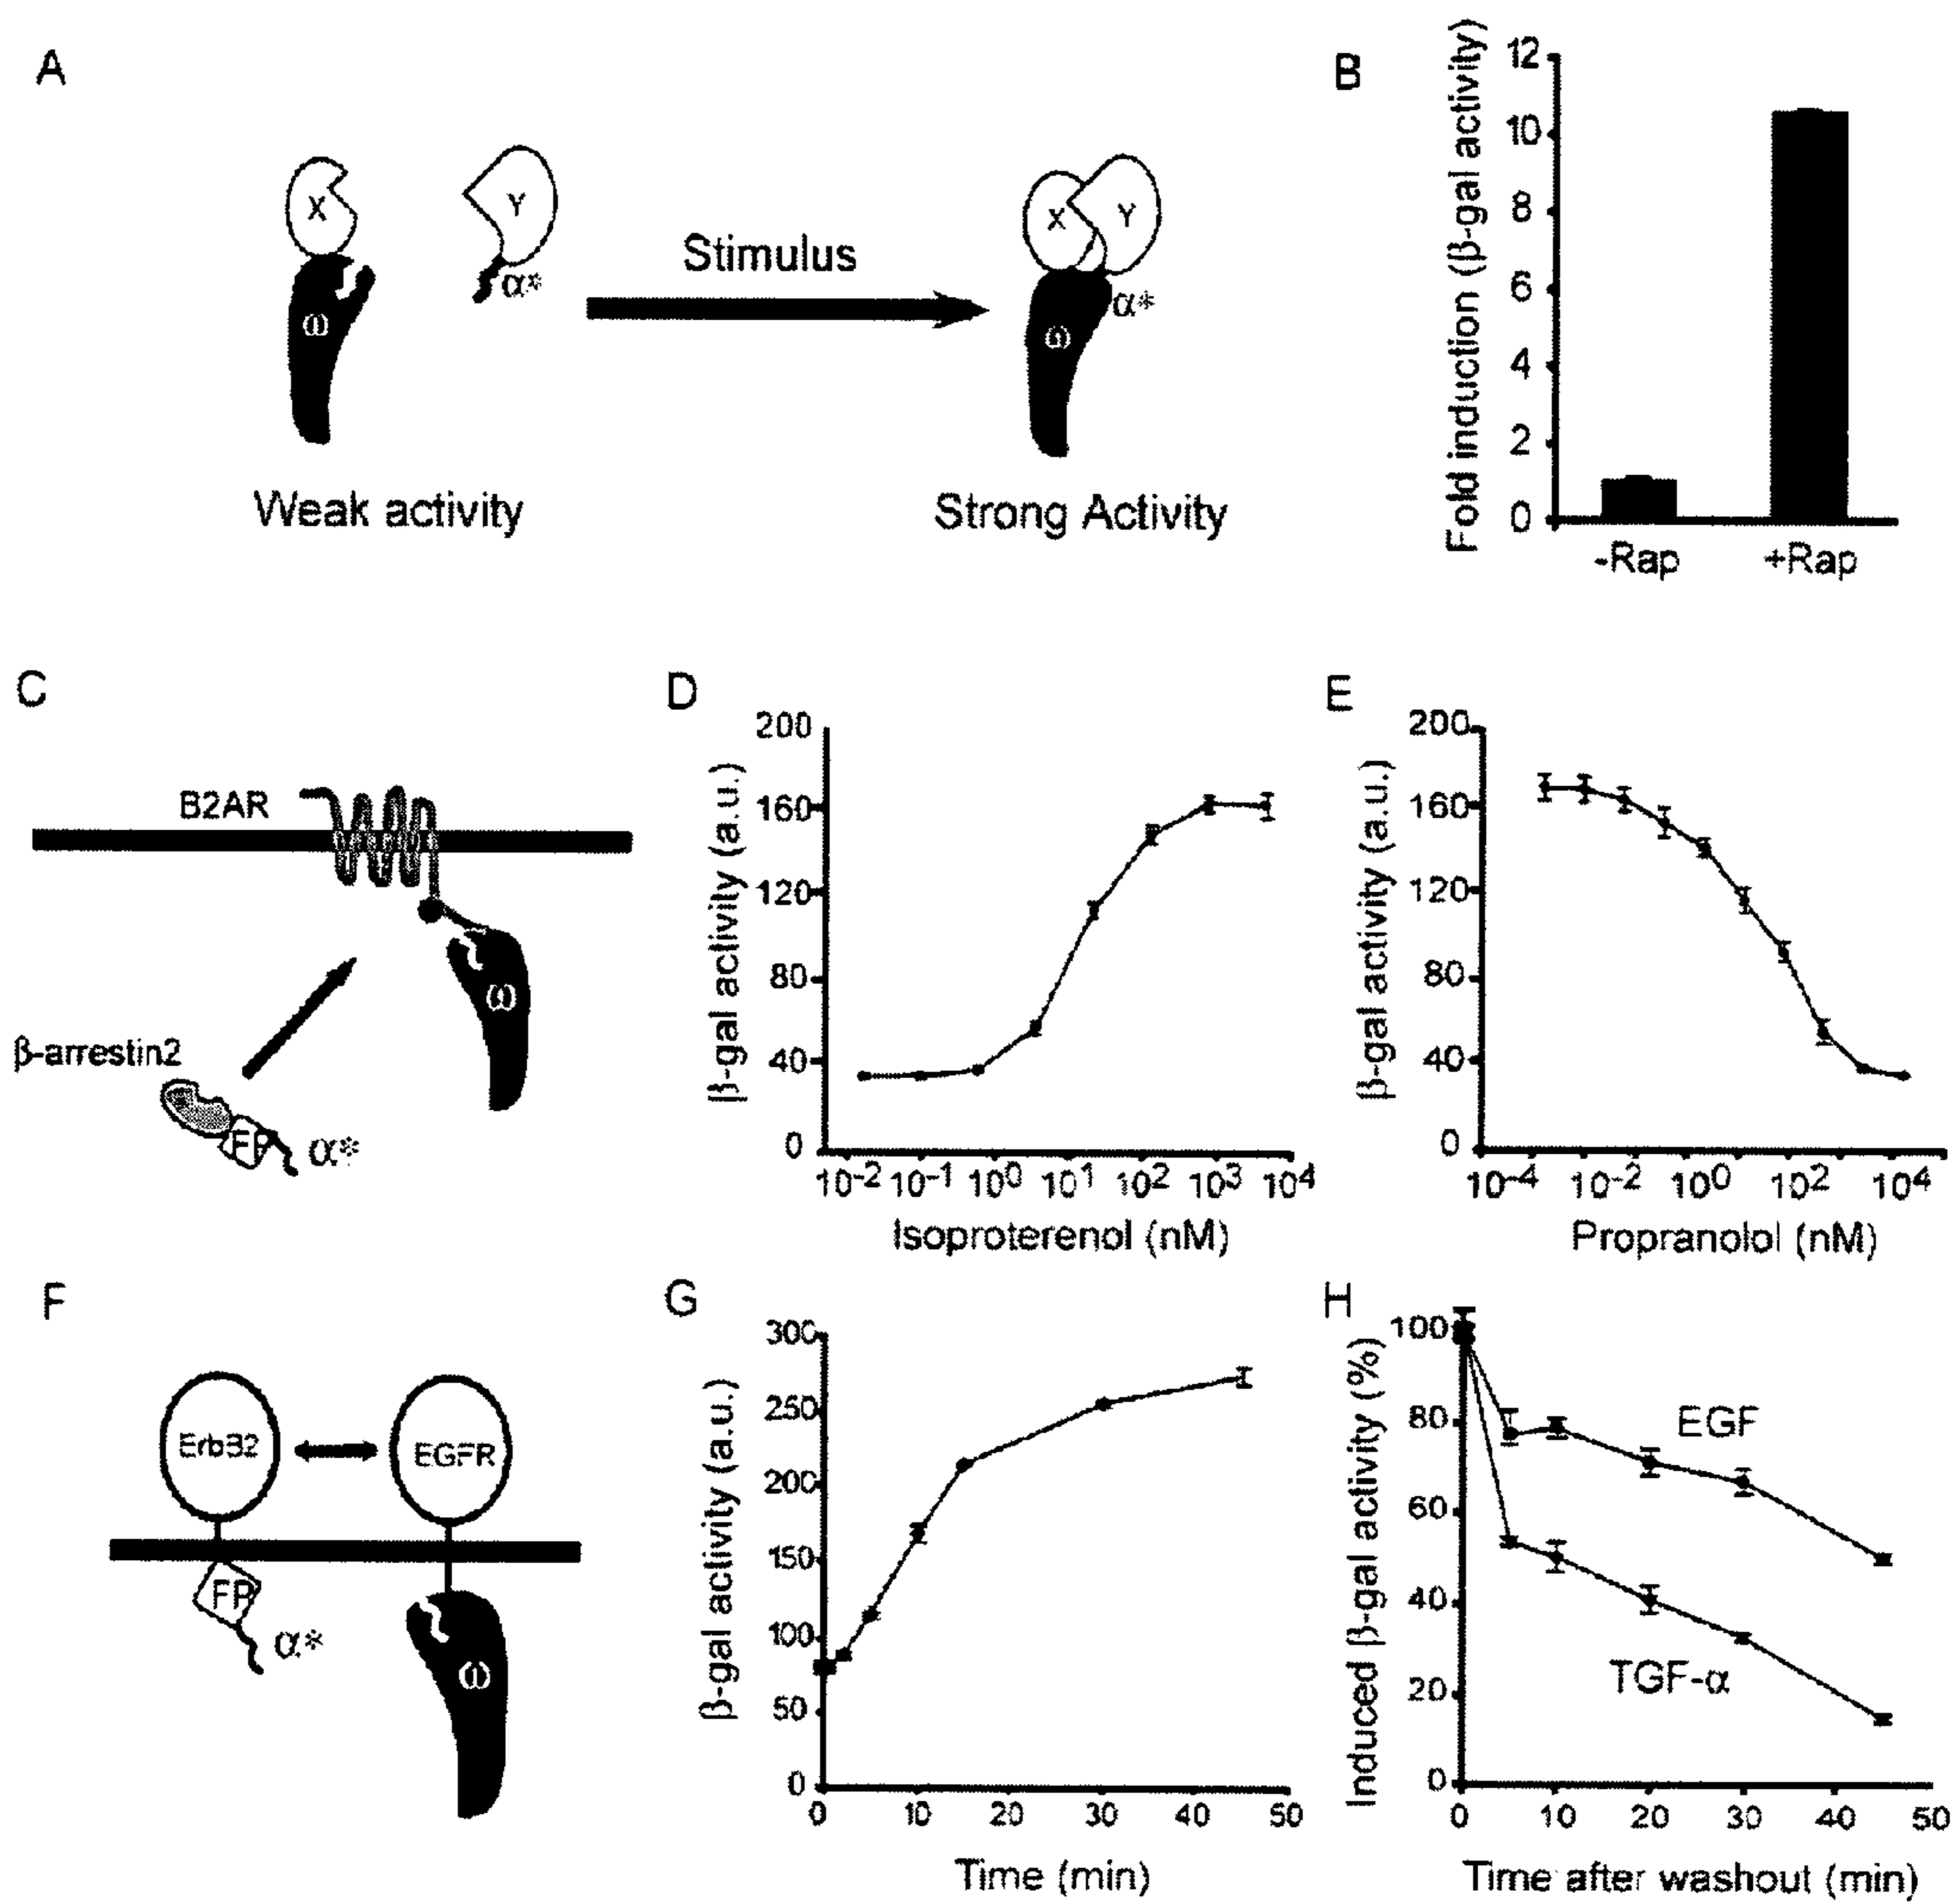 A
X
Y
α*
ω
Stimulus
X
Y
α*
ω
Weak activity
Strong Activity
B
Fold induction (β-gal activity)
12
10
8
6
4
2
0
-Rap
+Rap
C
B2AR
ω
β-arrestin2
FP
α*
D
β-gal activity (a.u.)
200
160
120
80
40
0
10-2 10-1 100 101 102 103 104
Isoproterenol (nM)
E
β-gal activity (a.u.)
200
160
120
80
40
0
10-4 10-2 100 102 104
Propranolol (nM)
F
ErbB2
EGFR
FP
α*
ω
G
β-gal activity (a.u.)
300
250
200
150
100
50
0
0 10 20 30 40 50
Time (min)
H
Induced β-gal activity (%)
100
80
60
40
20
0
EGF
TGF-α
0 10 20 30 40 50
Time after washout (min)